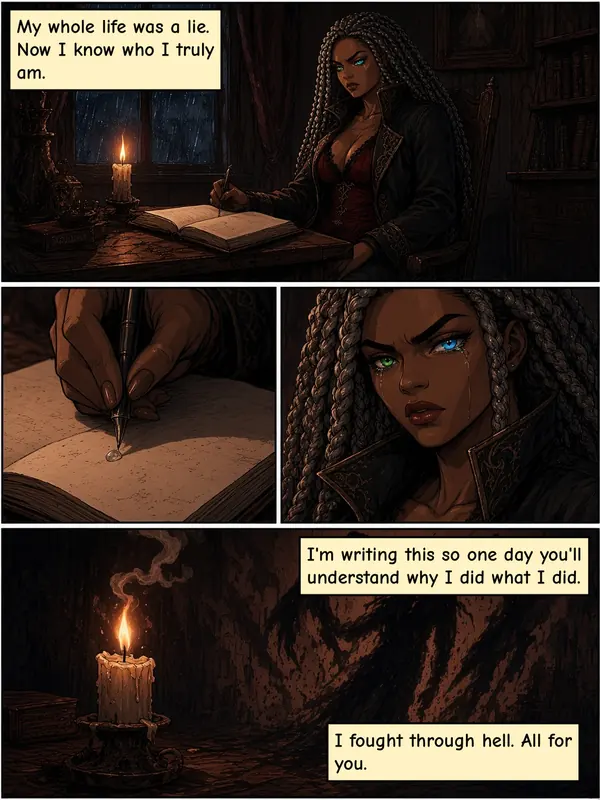 My whole life was a lie.
Now I know who I truly
am.
I'm writing this so one day you'll
understand why I did what I did.
I fought through hell. All for
you.